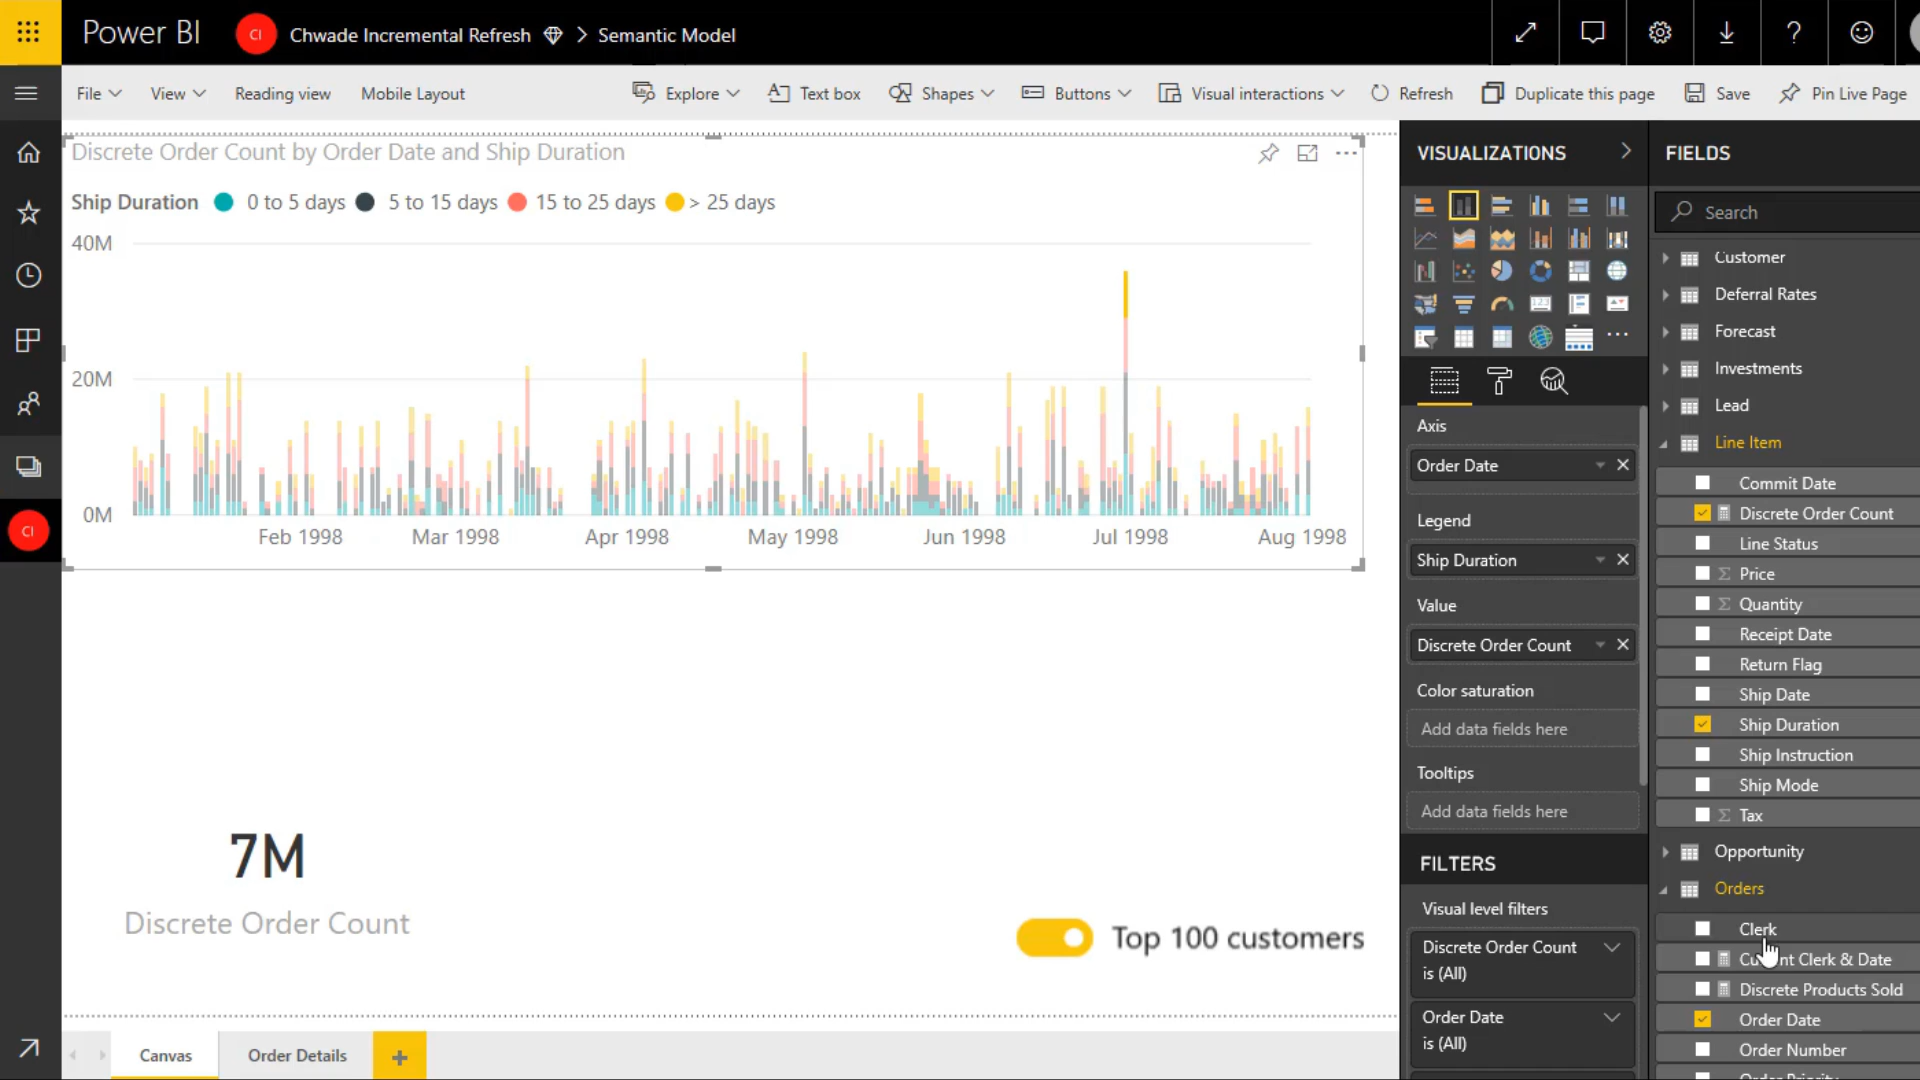 Power BI
CI
Chwade Incremental Refresh
Semantic Model
File
View
Reading view
Mobile Layout
Explore
Text box
Shapes
Buttons
Visual interactions
Refresh
Duplicate this page
Save
Pin Live Page
Discrete Order Count by Order Date and Ship Duration
Ship Duration
0 to 5 days
5 to 15 days
15 to 25 days
> 25 days
40M
20M
0M
Feb 1998
Mar 1998
Apr 1998
May 1998
Jun 1998
Jul 1998
Aug 1998
CI
7M
Discrete Order Count
Top 100 customers
Canvas
Order Details
VISUALIZATIONS
Axis
Order Date
Legend
Ship Duration
Value
Discrete Order Count
Color saturation
Add data fields here
Tooltips
Add data fields here
FILTERS
Visual level filters
Discrete Order Count
is (All)
Order Date
is (All)
FIELDS
Search
Customer
Deferral Rates
Forecast
Investments
Lead
Line Item
Commit Date
Discrete Order Count
Line Status
Price
Quantity
Receipt Date
Return Flag
Ship Date
Ship Duration
Ship Instruction
Ship Mode
Tax
Opportunity
Orders
Clerk
Clerk & Date
Discrete Products Sold
Order Date
Order Number